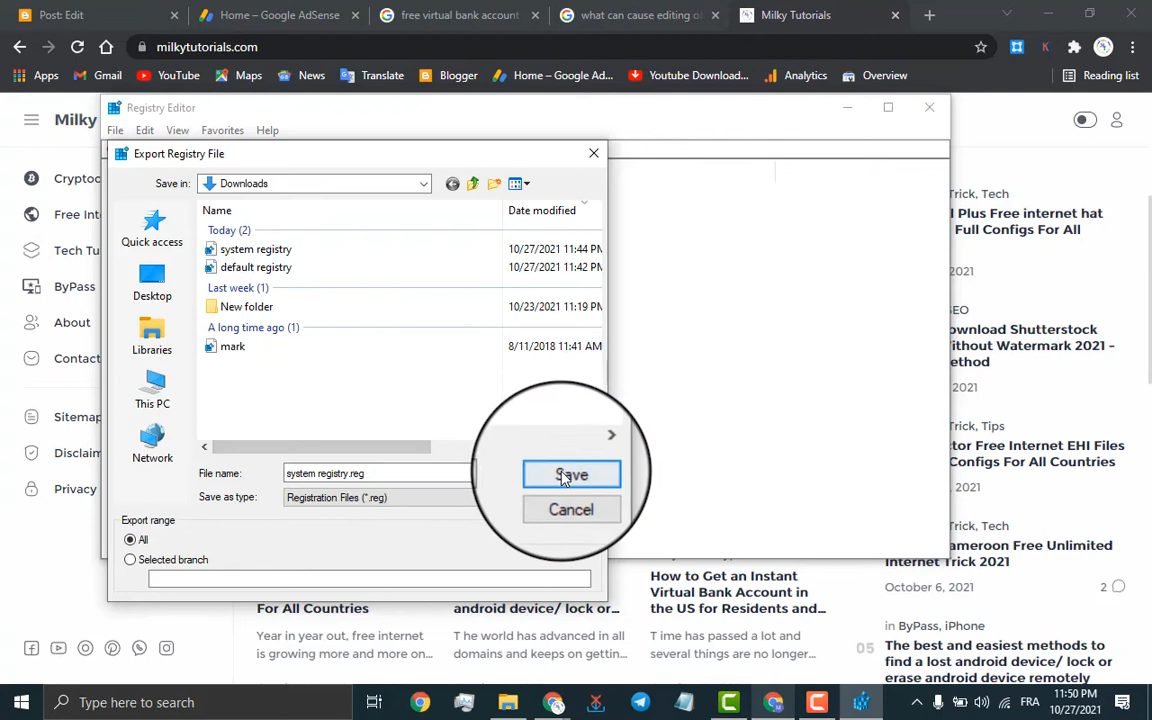 Post: Edit
Home – Google AdSense
free virtual bank account
what can cause editing of
Milky Tutorials
milkytutorials.com
Apps
Gmail
YouTube
Maps
News
Translate
Blogger
Home – Google Ad...
Youtube Download...
Analytics
Overview
Reading list
Milky
Registry Editor
File Edit View Favorites Help
Export Registry File
Save in:
Downloads
Name
Date modified
Quick access
Desktop
Libraries
This PC
Network
Today (2)
system registry
10/27/2021 11:44 PM
default registry
10/27/2021 11:42 PM
Last week (1)
New folder
10/23/2021 11:19 PM
A long time ago (1)
mark
8/11/2018 11:41 AM
File name:
system registry.reg
Save as type:
Registration Files (*.reg)
Save
Cancel
Export range
All
Selected branch
Crypto
Free In
Tech Tu
ByPass
About
Contact
Sitemap
Disclaim
Privacy
Trick, Tech
l Plus Free internet hat
Full Configs For All
2021
SEO
ownload Shutterstock
Vithout Watermark 2021 -
ethod
, 2021
Trick, Tips
ctor Free Internet EHI Files
Configs For All Countries
, 2021
ameroon Free Unlimited
Internet Trick 2021
October 6, 2021
2
in ByPass, iPhone
05
The best and easiest methods to
find a lost android device/ lock or
erase android device remotely
For All Countries
Year in year out, free internet
is growing more and more on...
android device/ lock or...
T he world has advanced in all
domains and keeps on gettin...
How to Get an Instant
Virtual Bank Account in
the US for Residents and...
T ime has passed a lot and
several things are no longer...
Type here to search
FRA
11:50 PM
10/27/2021